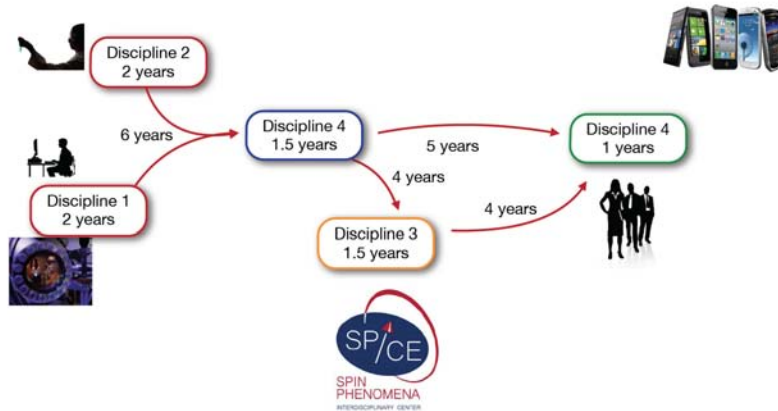 Discipline 2
2 years
6 years
Discipline 1
2 years
Discipline 4
1.5 years
5 years
4 years
Discipline 3
1.5 years
4 years
Discipline 4
1 years
SP/CE
SPIN
PHENOMENA
INTERDISCIPLINARY CENTER